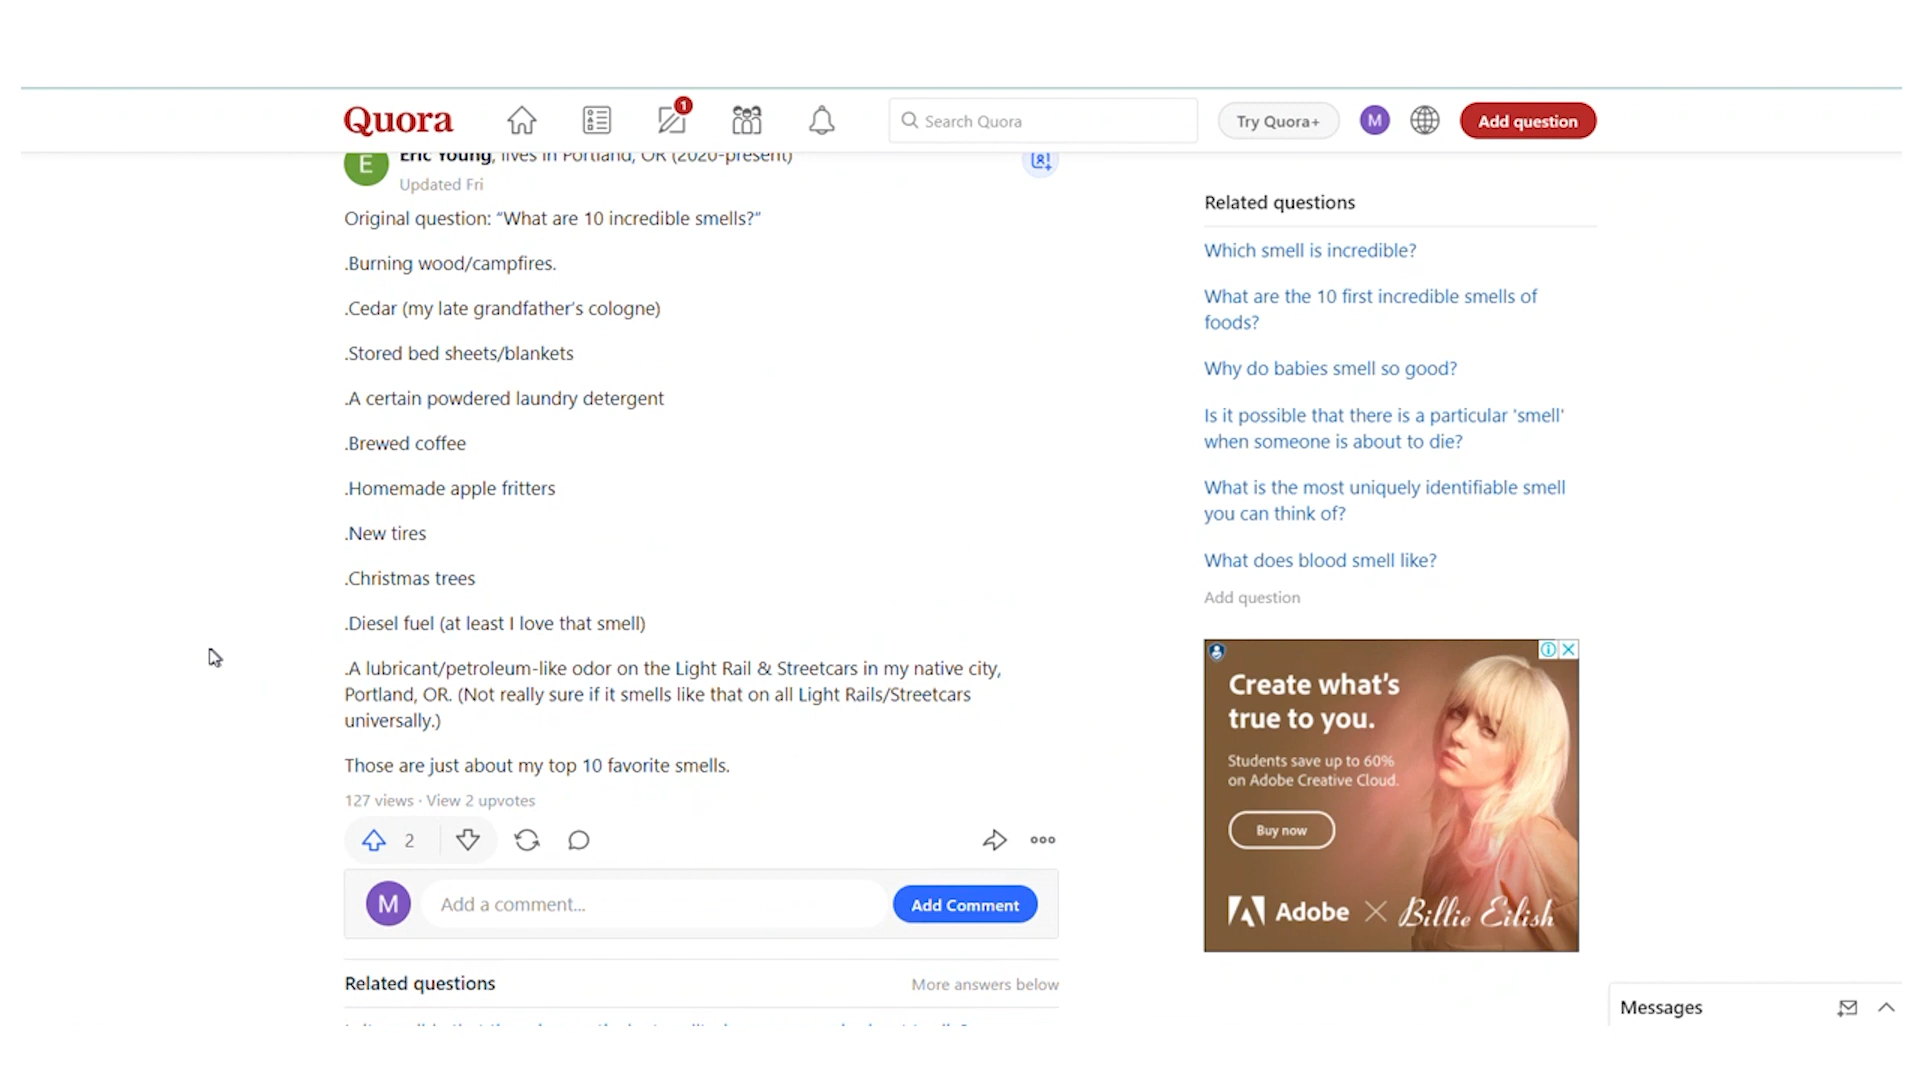 Quora
1
Search Quora
Try Quora+
M
Add question
E
Eric Young, lives in Portland, OR (2020-present)
Updated Fri
Original question: “What are 10 incredible smells?”
.Burning wood/campfires.
.Cedar (my late grandfather’s cologne)
.Stored bed sheets/blankets
.A certain powdered laundry detergent
.Brewed coffee
.Homemade apple fritters
.New tires
.Christmas trees
.Diesel fuel (at least I love that smell)
.A lubricant/petroleum-like odor on the Light Rail & Streetcars in my native city,
Portland, OR. (Not really sure if it smells like that on all Light Rails/Streetcars
universally.)
Those are just about my top 10 favorite smells.
127 views · View 2 upvotes
2
M
Add a comment...
Add Comment
Related questions
More answers below
Related questions
Which smell is incredible?
What are the 10 first incredible smells of
foods?
Why do babies smell so good?
Is it possible that there is a particular 'smell'
when someone is about to die?
What is the most uniquely identifiable smell
you can think of?
What does blood smell like?
Add question
Create what’s
true to you.
Students save up to 60%
on Adobe Creative Cloud.
Buy now
Adobe × Billie Eilish
Messages